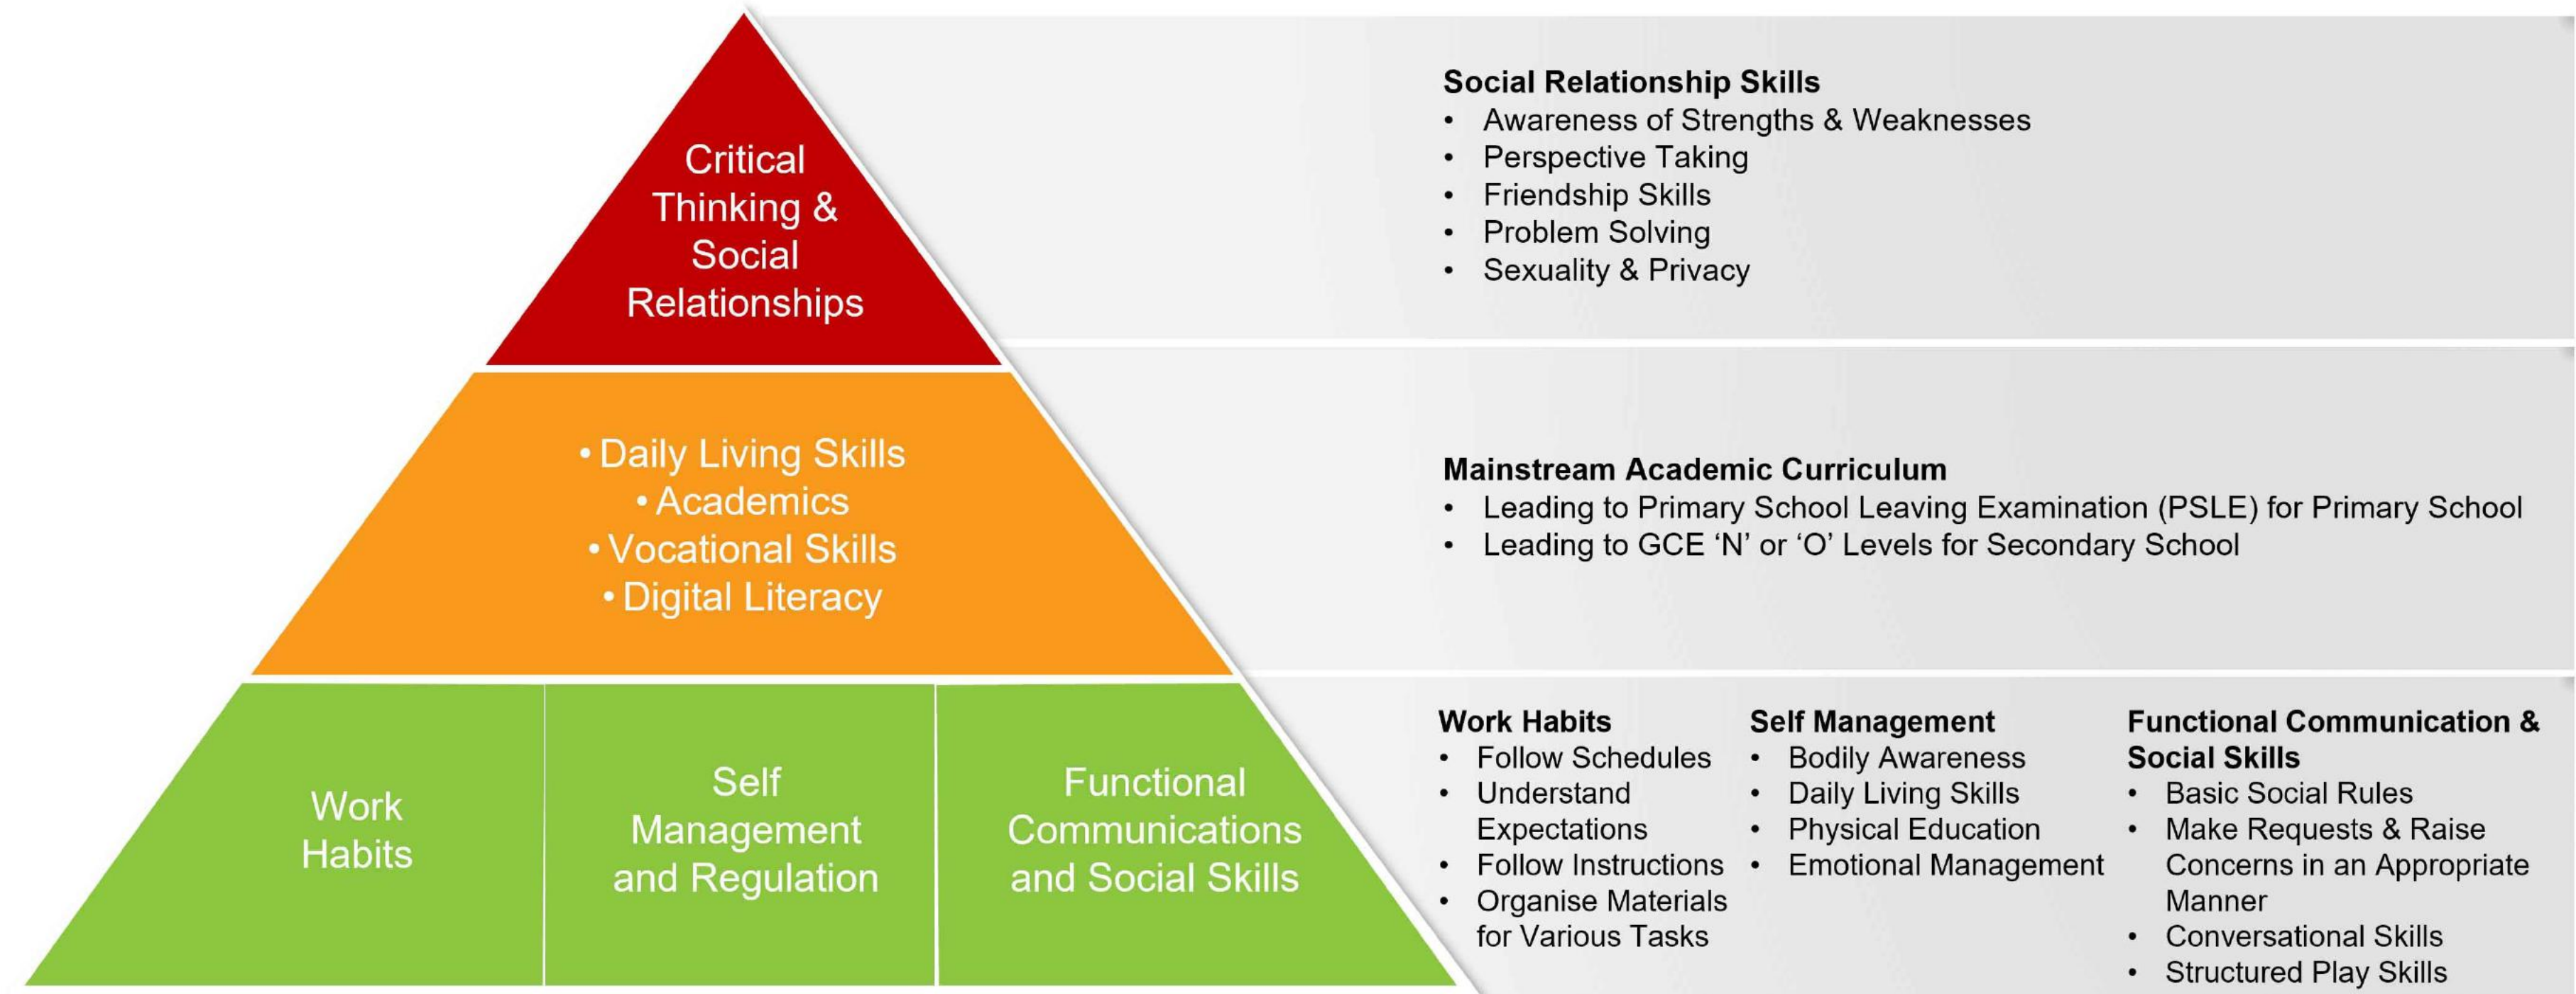 Critical
Thinking &
Social
Relationships
Social Relationship Skills
• Awareness of Strengths & Weaknesses
• Perspective Taking
• Friendship Skills
• Problem Solving
• Sexuality & Privacy
• Daily Living Skills
• Academics
• Vocational Skills
• Digital Literacy
Mainstream Academic Curriculum
• Leading to Primary School Leaving Examination (PSLE) for Primary School
• Leading to GCE ‘N’ or ‘O’ Levels for Secondary School
Work
Habits
Self
Management
and Regulation
Functional
Communications
and Social Skills
Work Habits
• Follow Schedules
• Understand
Expectations
• Follow Instructions
• Organise Materials
for Various Tasks
Self Management
• Bodily Awareness
• Daily Living Skills
• Physical Education
• Emotional Management
Functional Communication &
Social Skills
• Basic Social Rules
• Make Requests & Raise
Concerns in an Appropriate
Manner
• Conversational Skills
• Structured Play Skills